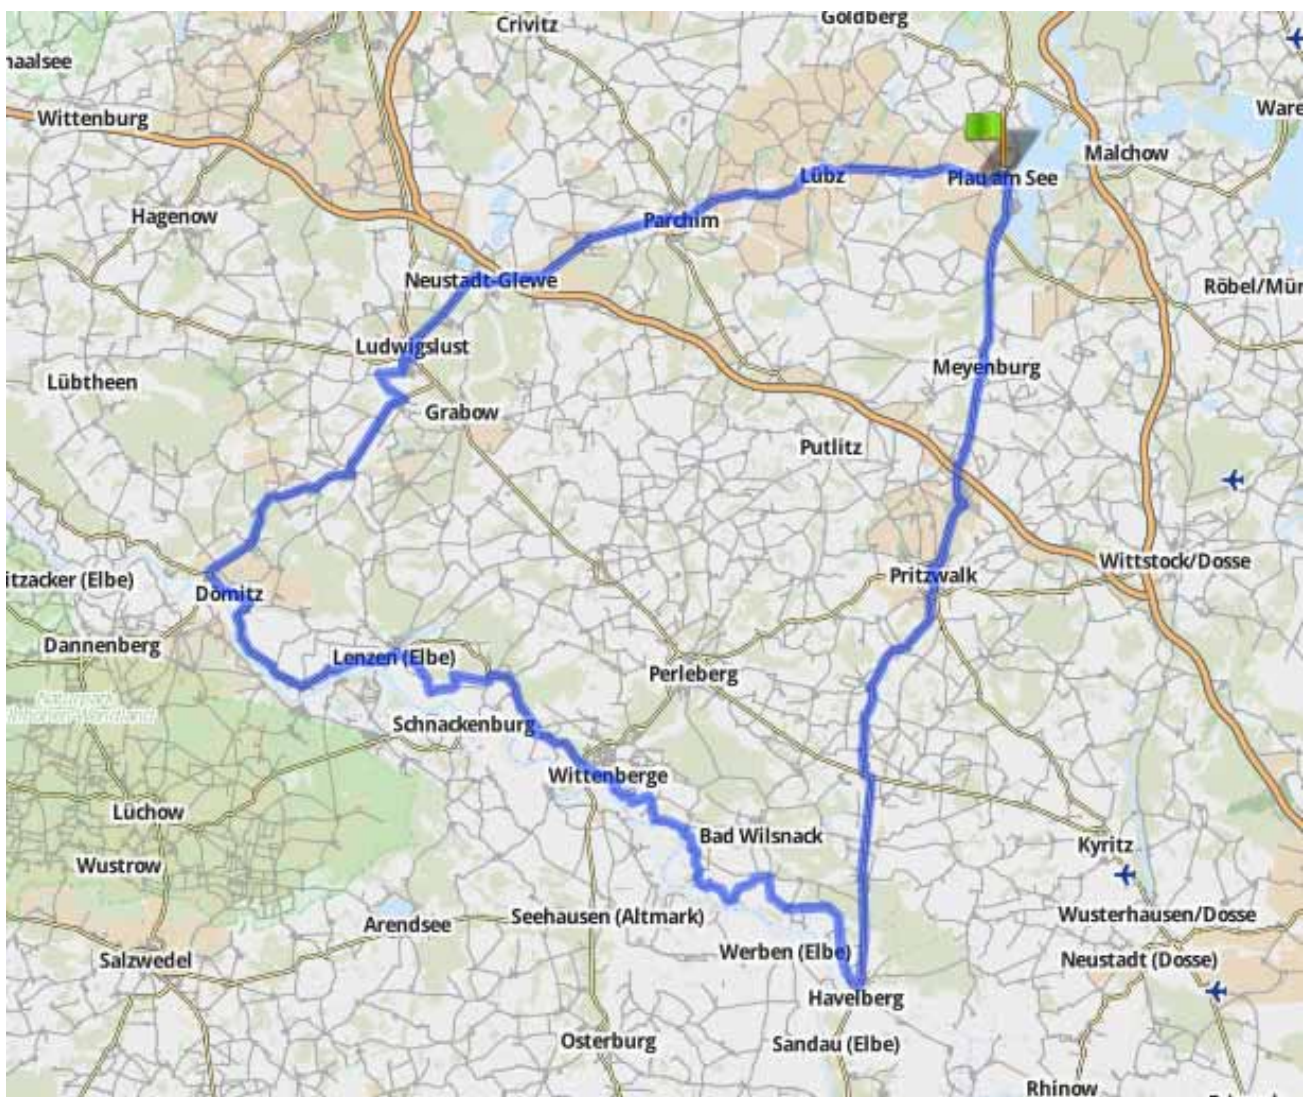 Crivitz
Goldberg
naalsee
Ware
Wittenburg
Malchow
Lübz
Plau am See
Hagenow
Parchim
Neustadt-Glewe
Röbel/Mür
Ludwigslust
Meyenburg
Lübtheen
Grabow
Putlitz
Wittstock/Dosse
itzacker (Elbe)
Pritzwalk
Dömitz
Dannenberg
Lenzen (Elbe)
Perleberg
Schnackenburg
Wittenberge
Lüchow
Bad Wilsnack
Kyritz
Wustrow
Arendsee
Seehausen (Altmark)
Wusterhausen/Dosse
Werben (Elbe)
Salzwedel
Neustadt (Dosse)
Havelberg
Osterburg
Sandau (Elbe)
Rhinow